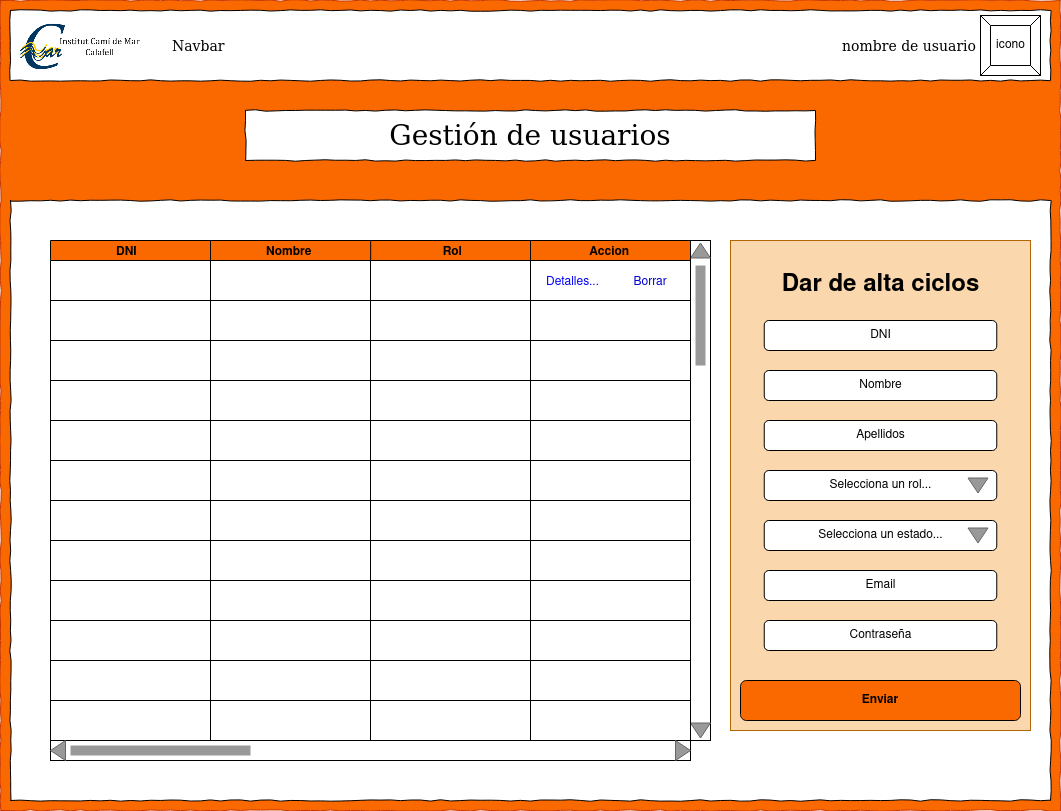 Institut Camí de Mar
Calafell
Navbar
nombre de usuario
icono
Gestión de usuarios
DNI Nombre Rol Accion
Detalles... Borrar
Dar de alta ciclos
DNI
Nombre
Apellidos
Selecciona un rol...
Selecciona un estado...
Email
Contraseña
Enviar